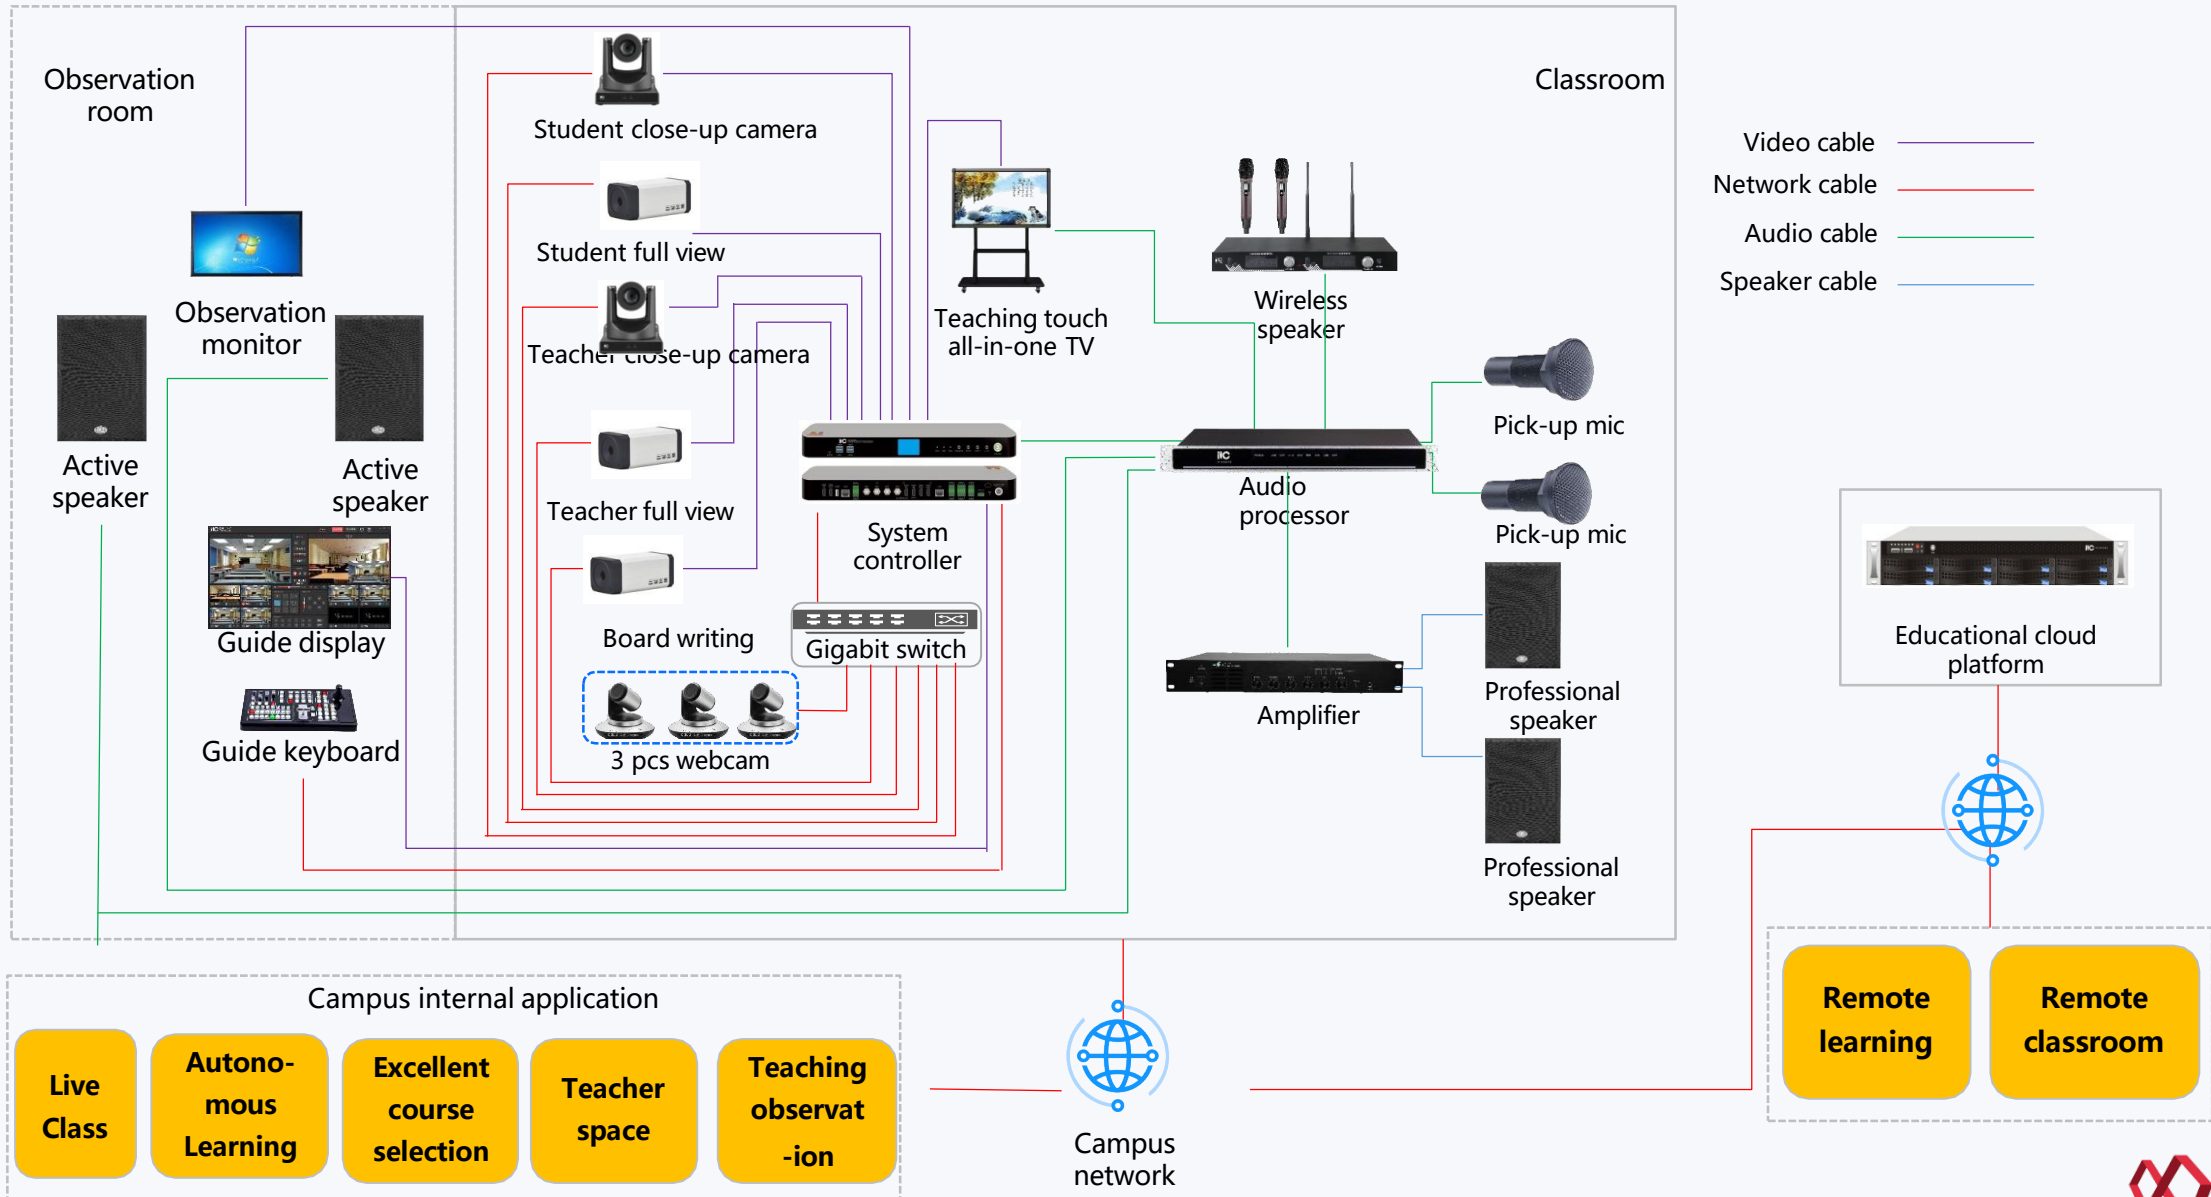 Observation
room
Classroom
Student close-up camera
Student full view
Teacher close-up camera
Teacher full view
Board writing
3 pcs webcam
Observation
monitor
Active
speaker
Active
speaker
Guide display
Guide keyboard
System
controller
Gigabit switch
Teaching touch
all-in-one TV
Wireless
speaker
Audio
processor
Pick-up mic
Pick-up mic
Amplifier
Professional
speaker
Professional
speaker
Video cable
Network cable
Audio cable
Speaker cable
Educational cloud
platform
Remote
learning
Remote
classroom
Campus internal application
Live
Class
Autono-
mous
Learning
Excellent
course
selection
Teacher
space
Teaching
observat
-ion
Campus
network